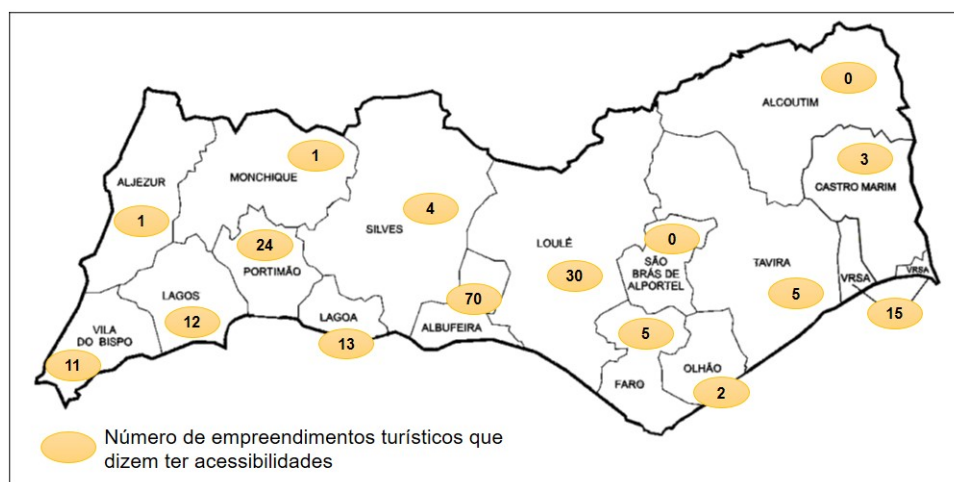 0
ALCOUTIM
1
MONCHIQUE
3
CASTRO MARIM
ALJEZUR
1
4
SILVES
24
PORTIMÃO
LOULÉ
30
0
SÃO
BRÁS DE
ALPORTEL
TAVIRA
5
VRSA
VRSA
15
LAGOS
12
70
ALBUFEIRA
LAGOA
13
VILA
DO BISPO
11
5
FARO
OLHÃO
2
Número de empreendimentos turísticos que
dizem ter acessibilidades